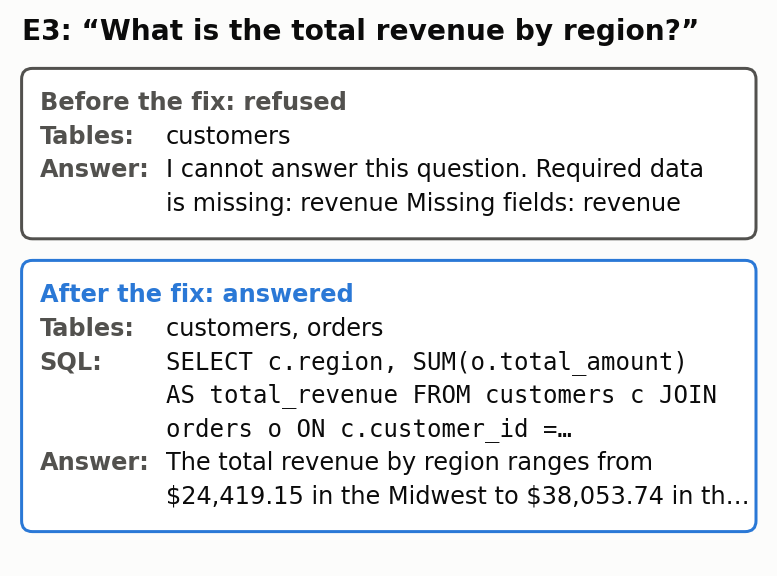 E3: “What is the total revenue by region?”
Before the fix: refused
Tables: customers
Answer: I cannot answer this question. Required data
is missing: revenue Missing fields: revenue
After the fix: answered
Tables: customers, orders
SQL: SELECT c.region, SUM(o.total_amount)
AS total_revenue FROM customers c JOIN
orders o ON c.customer_id =…
Answer: The total revenue by region ranges from
$24,419.15 in the Midwest to $38,053.74 in th…